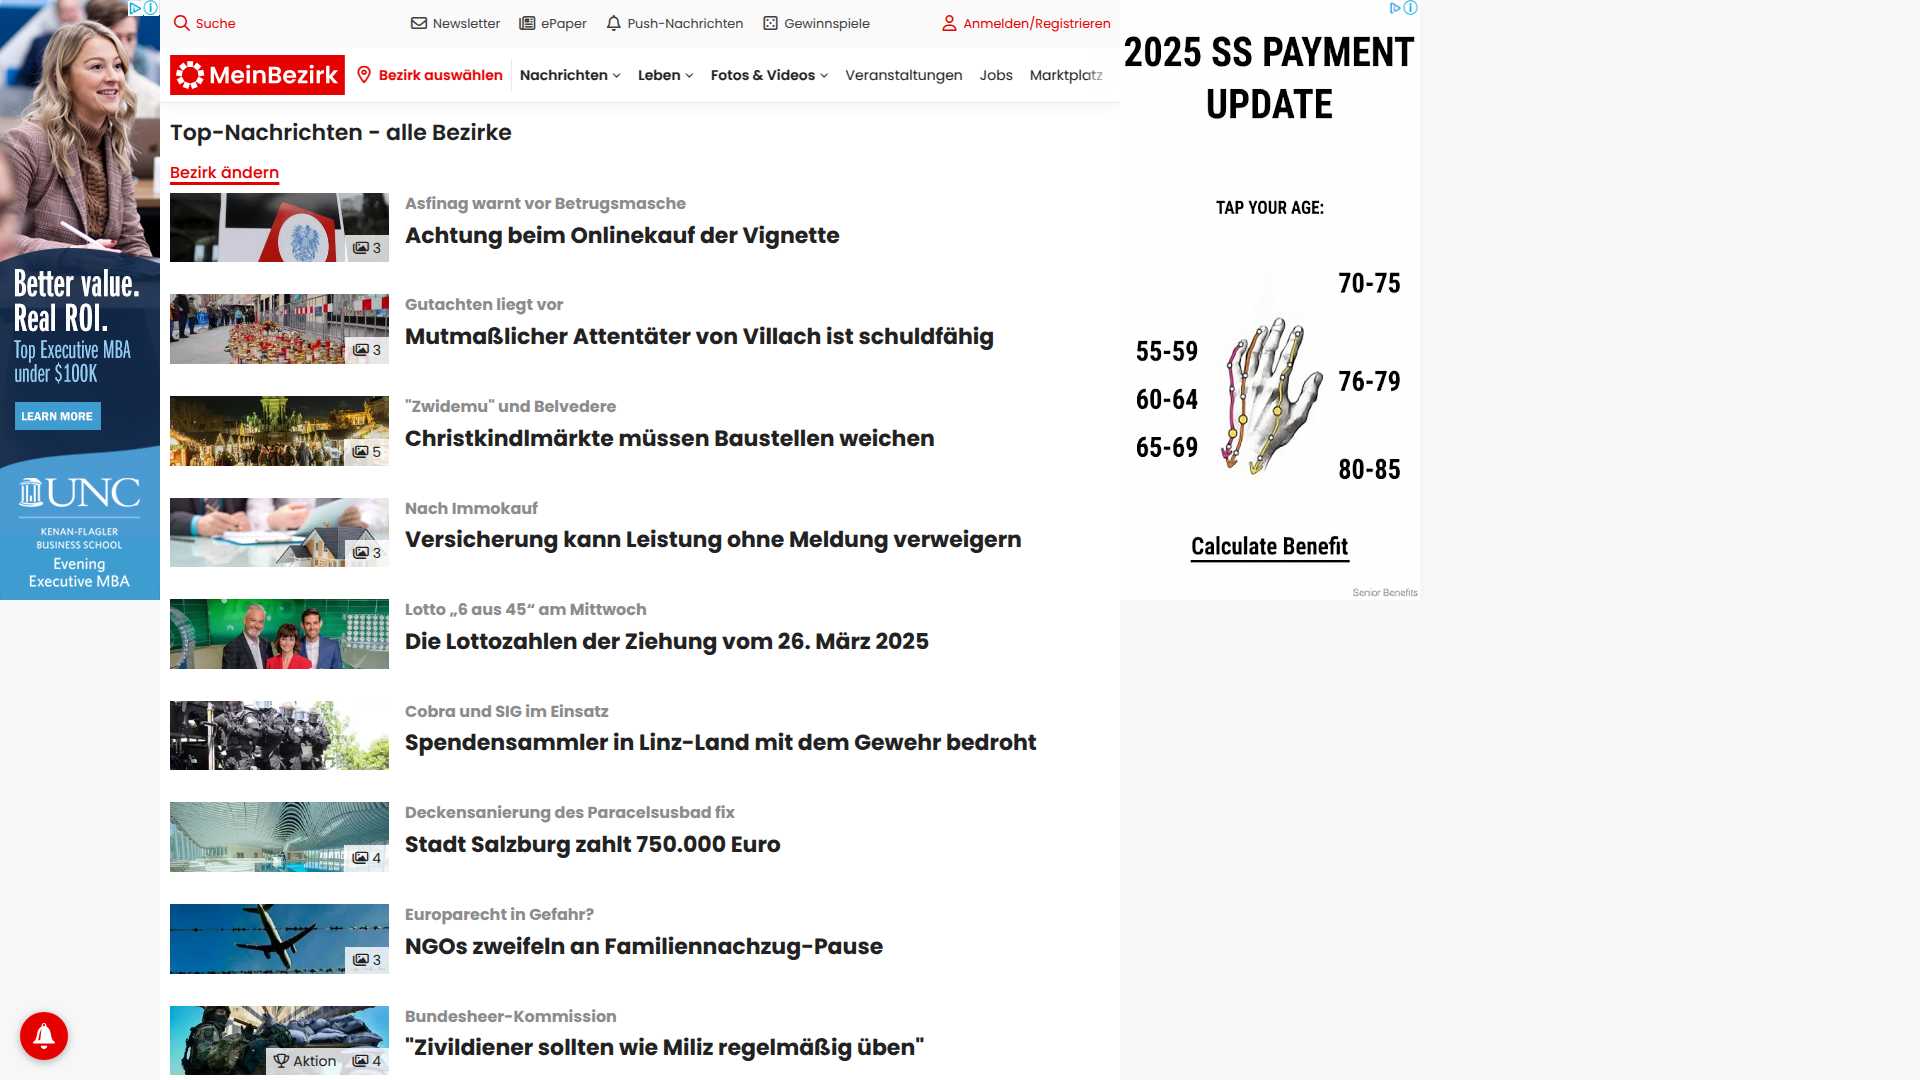 Suche
Newsletter
ePaper
Push-Nachrichten
Gewinnspiele
Anmelden/Registrieren
MeinBezirk
Bezirk auswählen
Nachrichten
Leben
Fotos & Videos
Veranstaltungen
Jobs
Marktplatz
Top-Nachrichten - alle Bezirke
Bezirk ändern
3
Asfinag warnt vor Betrugsmasche
Achtung beim Onlinekauf der Vignette
3
Gutachten liegt vor
Mutmaßlicher Attentäter von Villach ist schuldfähig
5
"Zwidemu" und Belvedere
Christkindlmärkte müssen Baustellen weichen
3
Nach Immokauf
Versicherung kann Leistung ohne Meldung verweigern
Lotto „6 aus 45“ am Mittwoch
Die Lottozahlen der Ziehung vom 26. März 2025
Cobra und SIG im Einsatz
Spendensammler in Linz-Land mit dem Gewehr bedroht
4
Deckensanierung des Paracelsusbad fix
Stadt Salzburg zahlt 750.000 Euro
3
Europarecht in Gefahr?
NGOs zweifeln an Familiennachzug-Pause
Aktion 4
Bundesheer-Kommission
"Zivildiener sollten wie Miliz regelmäßig üben"
Better value.
Real ROI.
Top Executive MBA
under $100K
LEARN MORE
UNC
KENAN-FLAGLER
BUSINESS SCHOOL
Evening
Executive MBA
2025 SS PAYMENT
UPDATE
TAP YOUR AGE:
55-59
60-64
65-69
70-75
76-79
80-85
Calculate Benefit
Senior Benefits